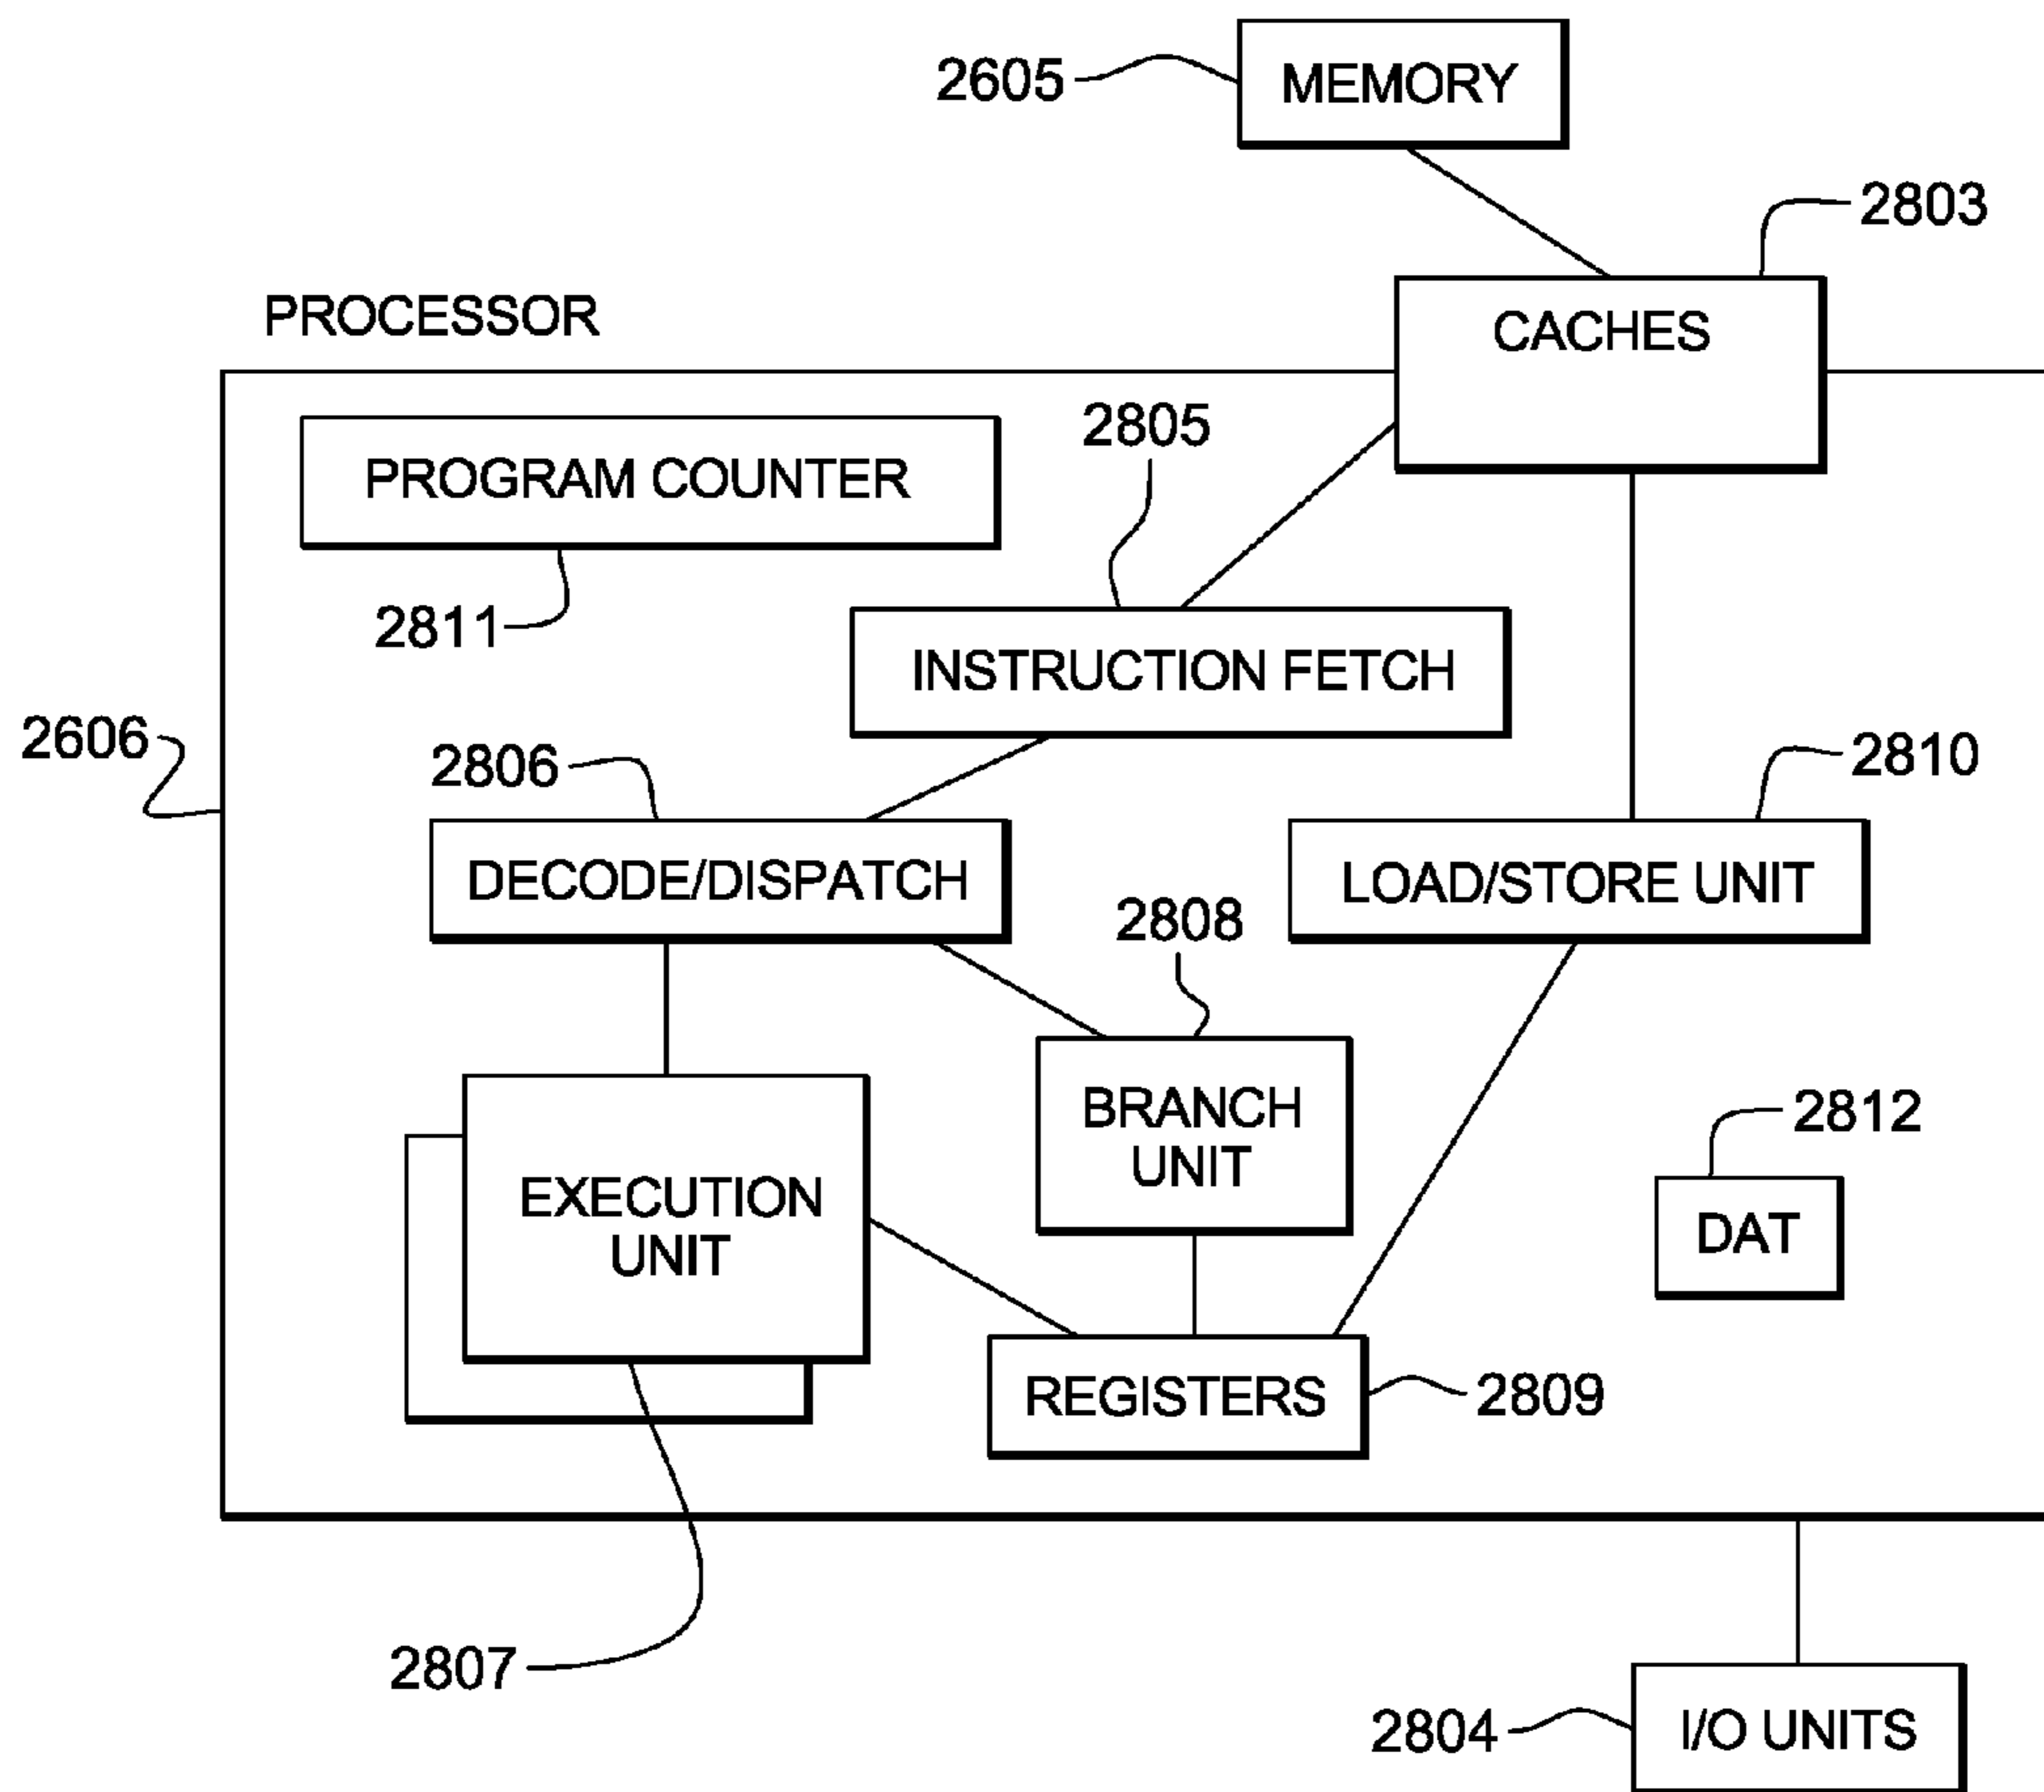 MEMORY
2605
2803
CACHES
PROCESSOR
2805
PROGRAM COUNTER
2811
INSTRUCTION FETCH
2606
2806
2810
DECODE/DISPATCH
LOAD/STORE UNIT
2808
BRANCH
UNIT
2812
EXECUTION
UNIT
DAT
REGISTERS
2809
2807
2804
I/O UNITS